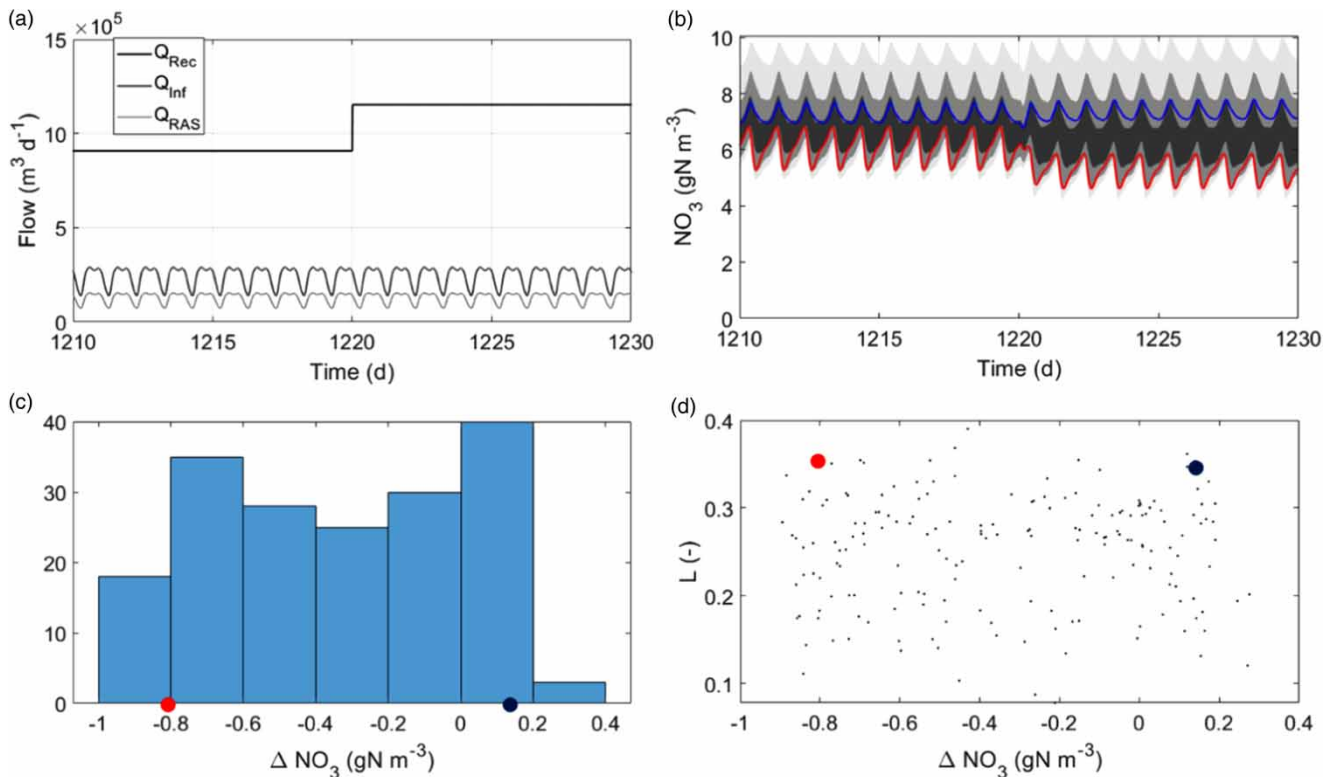 (a)
×10⁵
15
10
5
0
Flow (m³ d⁻¹)
Q_Rec
Q_Inf
Q_RAS
1210 1215 1220 1225 1230
Time (d)
(b)
10
8
6
4
2
0
NO₃ (gN m⁻³)
1210 1215 1220 1225 1230
Time (d)
(c)
40
30
20
10
0
-1 -0.8 -0.6 -0.4 -0.2 0 0.2 0.4
Δ NO₃ (gN m⁻³)
(d)
0.4
0.3
0.2
0.1
L (-)
-1 -0.8 -0.6 -0.4 -0.2 0 0.2 0.4
Δ NO₃ (gN m⁻³)